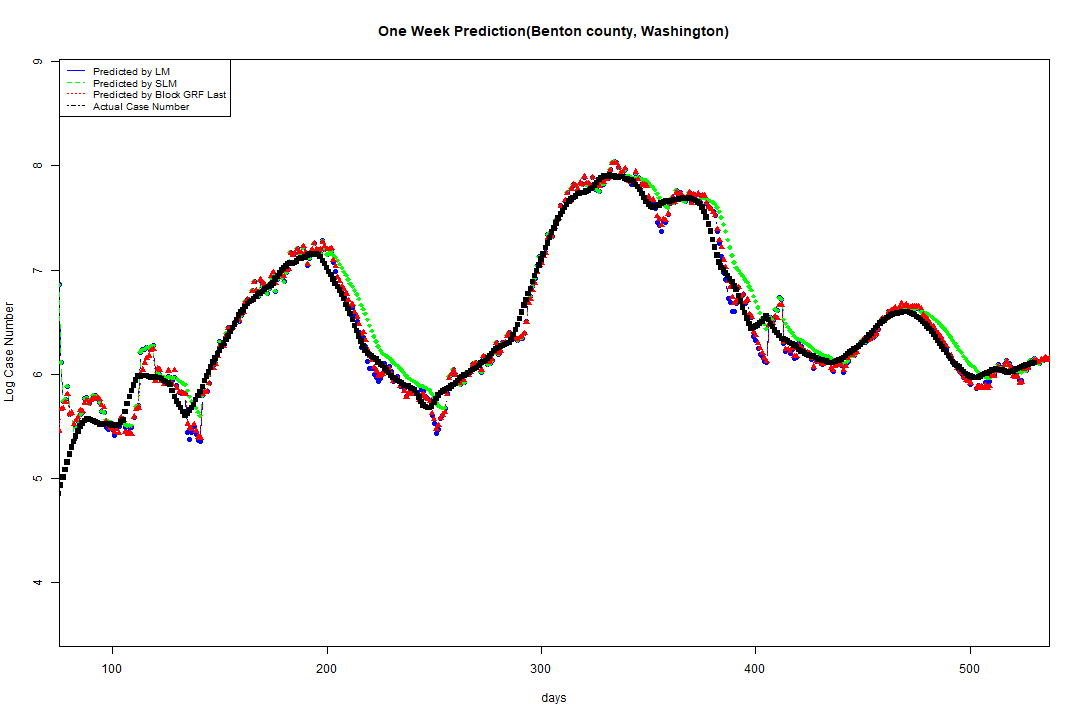 One Week Prediction(Benton county, Washington)
Predicted by LM
Predicted by SLM
Predicted by Block GRF Last
Actual Case Number
9
8
7
6
5
4
Log Case Number
100 200 300 400 500
days